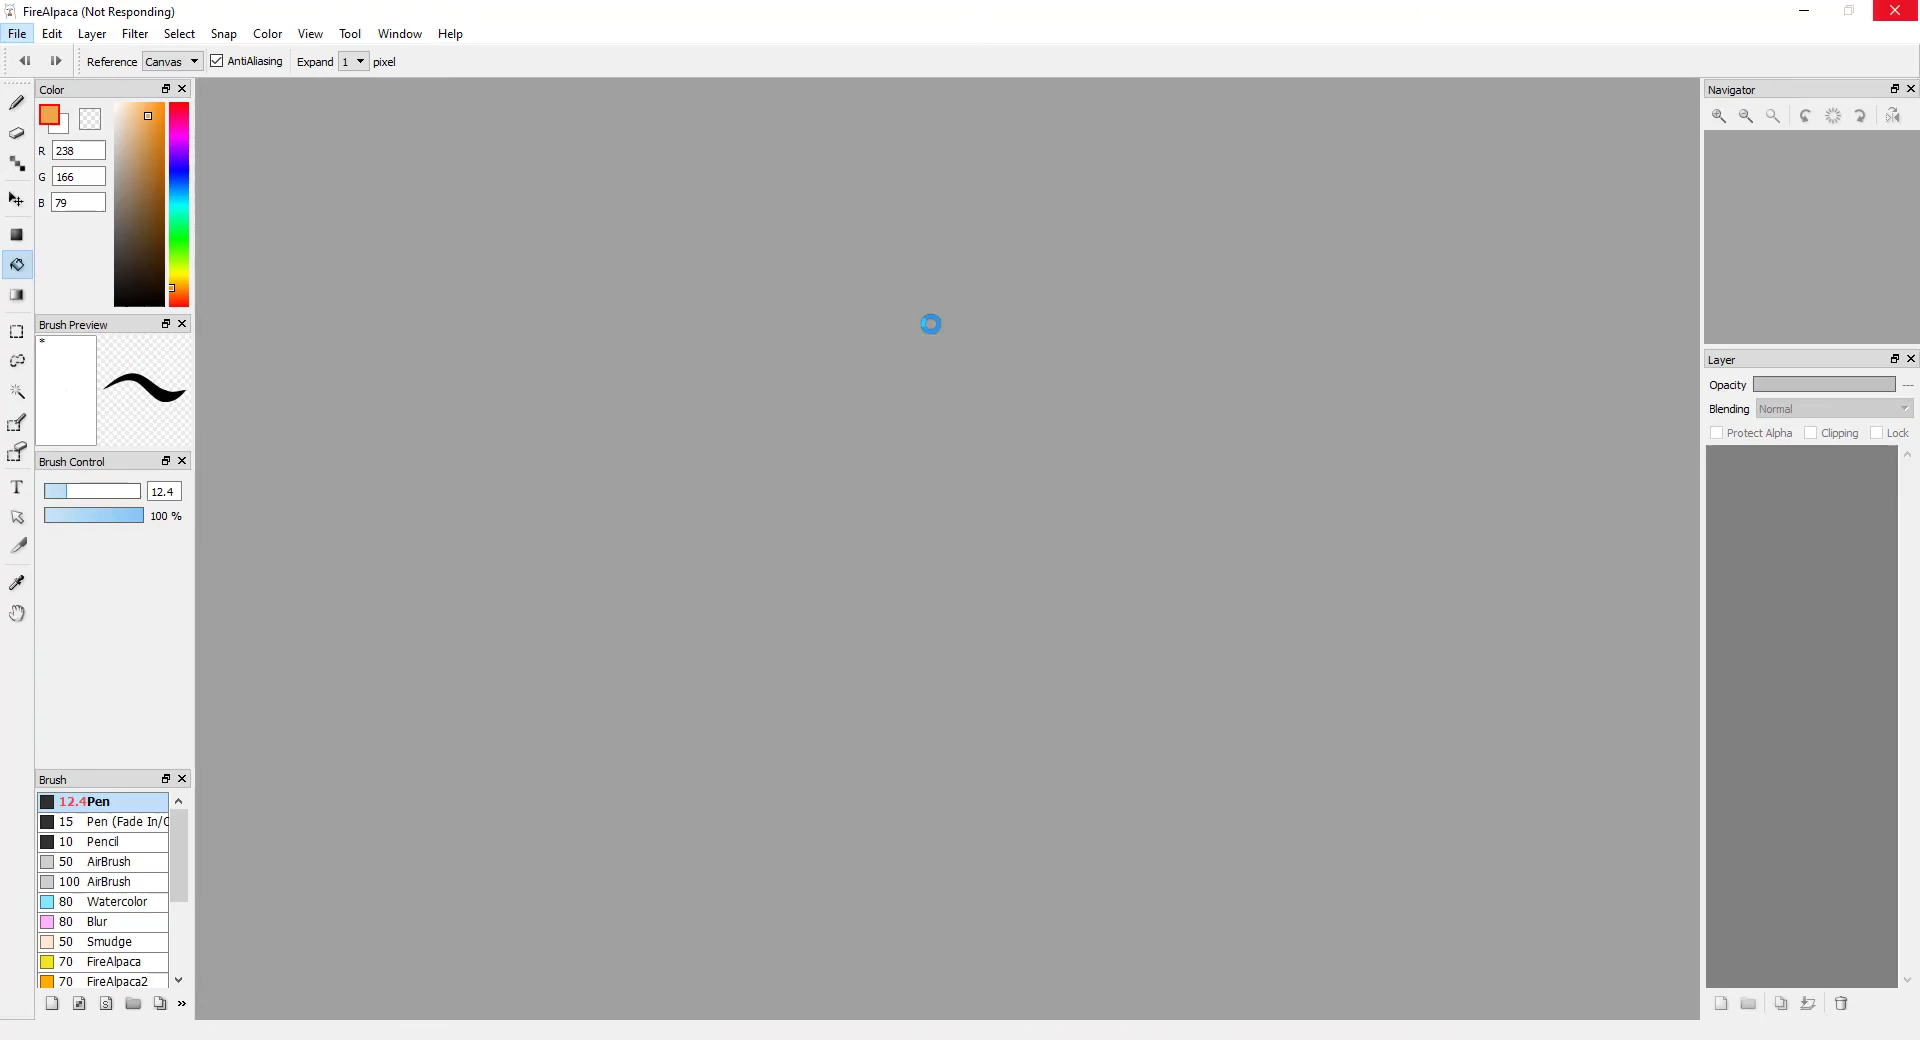 FireAlpaca (Not Responding)
File Edit Layer Filter Select Snap Color View Tool Window Help
Reference Canvas AntiAliasing Expand 1 pixel
Color
R 238
G 166
B 79
Brush Preview
*
Brush Control
12.4
100 %
Brush
12.4 Pen
15 Pen (Fade In/O
10 Pencil
50 AirBrush
100 AirBrush
80 Watercolor
80 Blur
50 Smudge
70 FireAlpaca
70 FireAlpaca2
S
T
Navigator
Layer
Opacity ---
Blending Normal
Protect Alpha Clipping Lock